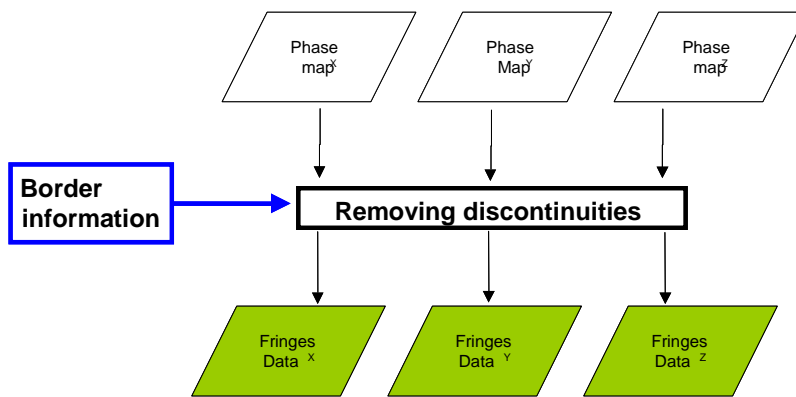 Phase
map X
Phase
Map Y
Phase
map Z
Border
information
Removing discontinuities
Fringes
Data X
Fringes
Data Y
Fringes
Data Z